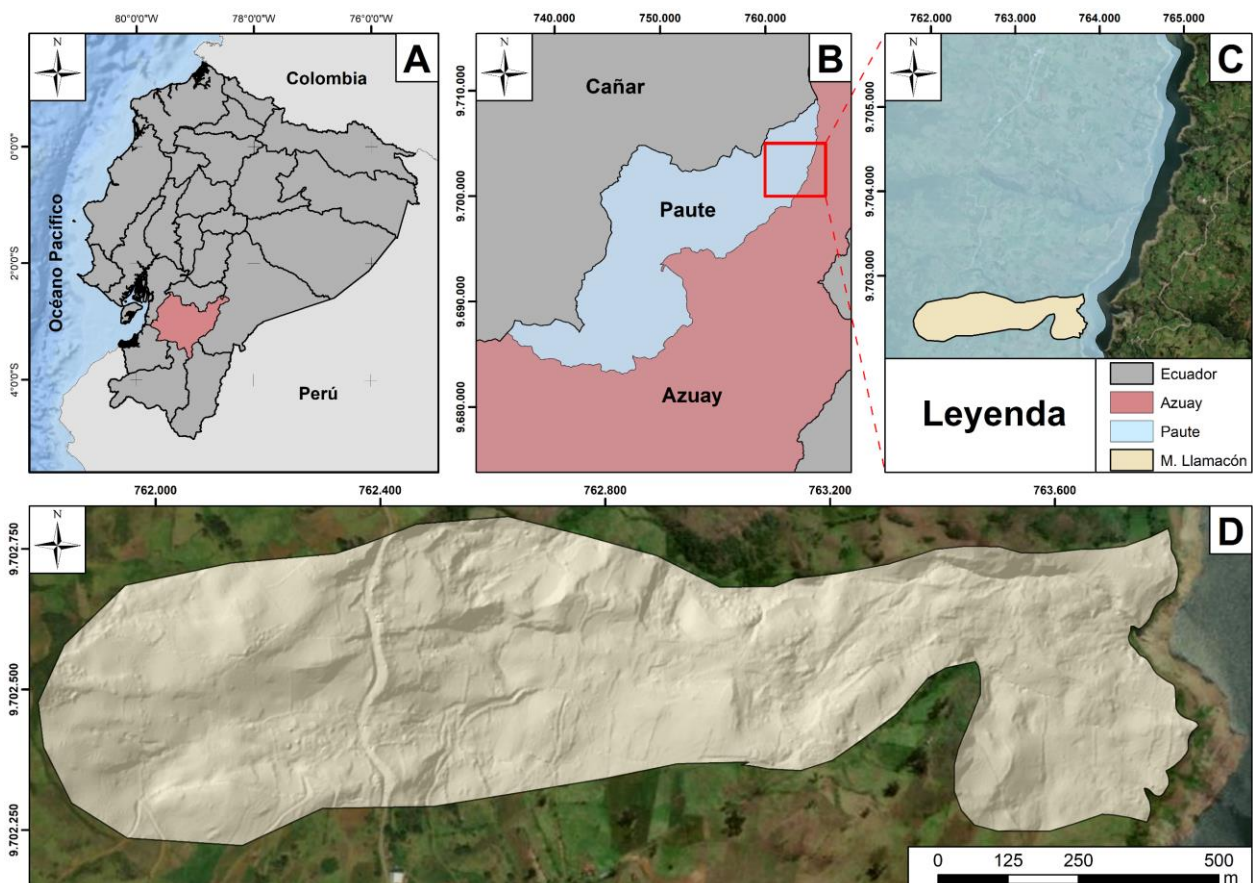 80°0'0"W
78°0'0"W
76°0'0"W
0°0'0"
2°0'0"S
4°0'0"S
N
A
Colombia
Océano Pacífico
Perú
740.000
750.000
760.000
9.710.000
9.700.000
9.690.000
9.680.000
N
B
Cañar
Paute
Azuay
762.000
763.000
764.000
765.000
9.705.000
9.704.000
9.703.000
N
C
Leyenda
Ecuador
Azuay
Paute
M. Llamacón
762.000
762.400
762.800
763.200
763.600
9.702.750
9.702.500
9.702.250
N
D
0 125 250 500
m